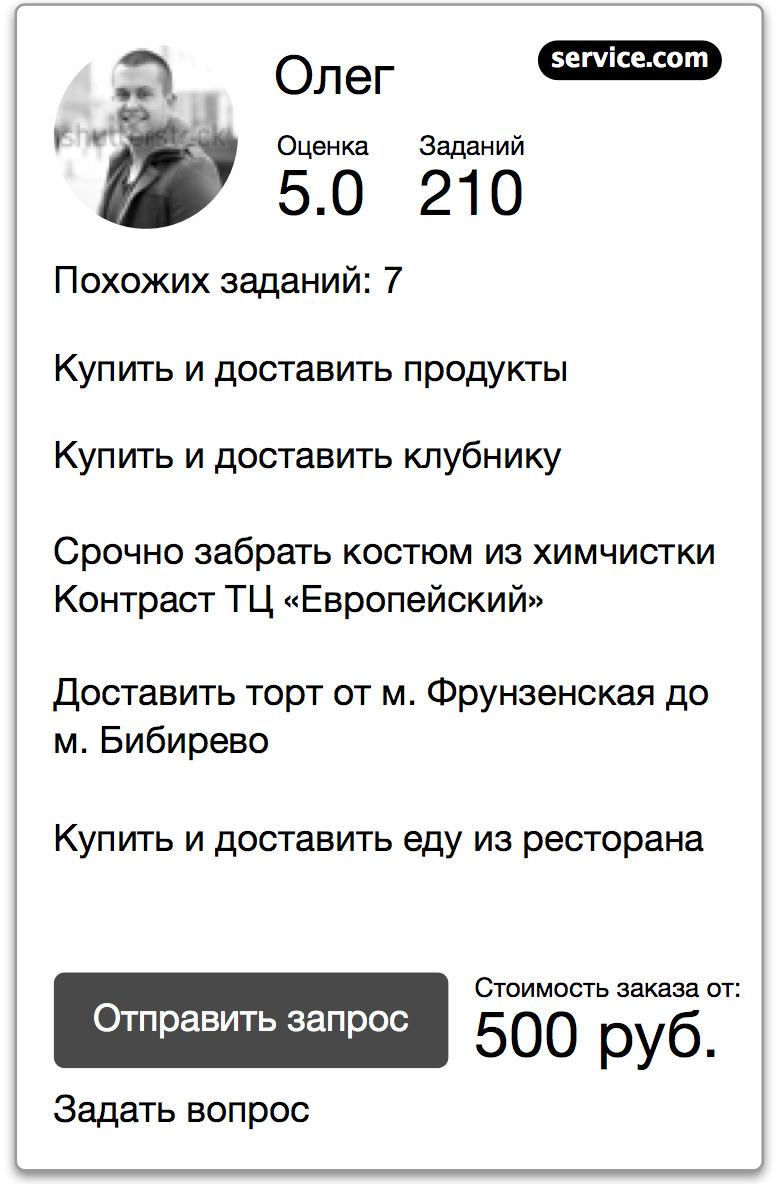 Олег
service.com
shutterstock
Оценка
Заданий
5.0
210
Похожих заданий: 7
Купить и доставить продукты
Купить и доставить клубнику
Срочно забрать костюм из химчистки
Контраст ТЦ «Европейский»
Доставить торт от м. Фрунзенская до
м. Бибирево
Купить и доставить еду из ресторана
Отправить запрос
Стоимость заказа от:
500 руб.
Задать вопрос